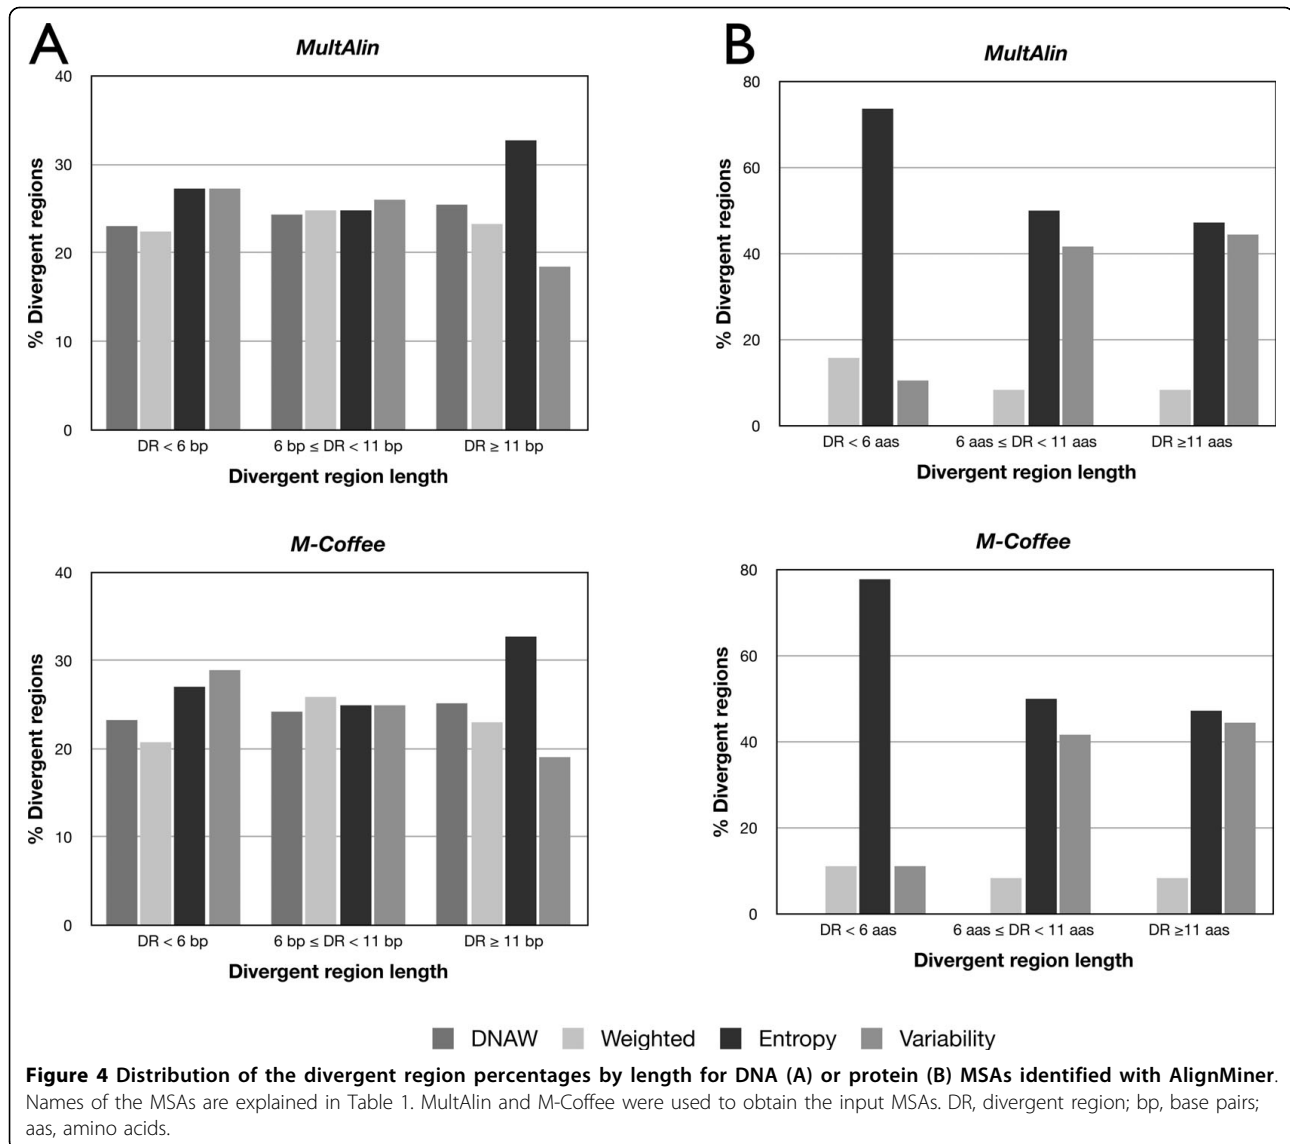 A
MultAlin
% Divergent regions
40
30
20
10
0
DR < 6 bp
6 bp ≤ DR < 11 bp
DR ≥ 11 bp
Divergent region length
B
MultAlin
% Divergent regions
80
60
40
20
0
DR < 6 aas
6 aas ≤ DR < 11 aas
DR ≥11 aas
Divergent region length
M-Coffee
% Divergent regions
40
30
20
10
0
DR < 6 bp
6 bp ≤ DR < 11 bp
DR ≥ 11 bp
Divergent region length
M-Coffee
% Divergent regions
80
60
40
20
0
DR < 6 aas
6 aas ≤ DR < 11 aas
DR ≥11 aas
Divergent region length
DNAW Weighted Entropy Variability
Figure 4 Distribution of the divergent region percentages by length for DNA (A) or protein (B) MSAs identified with AlignMiner.
Names of the MSAs are explained in Table 1. MultAlin and M-Coffee were used to obtain the input MSAs. DR, divergent region; bp, base pairs;
aas, amino acids.